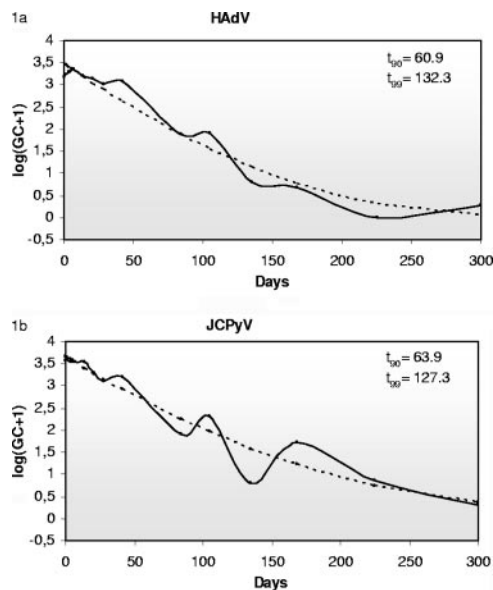 1a
HAdV
t90 = 60.9
t99 = 132.3
4
3,5
3
2,5
2
1,5
1
0,5
0
-0,5
log(GC+1)
0 50 100 150 200 250 300
Days
1b
JCPyV
t90 = 63.9
t99 = 127.3
4
3,5
3
2,5
2
1,5
1
0,5
0
-0,5
log(GC+1)
0 50 100 150 200 250 300
Days